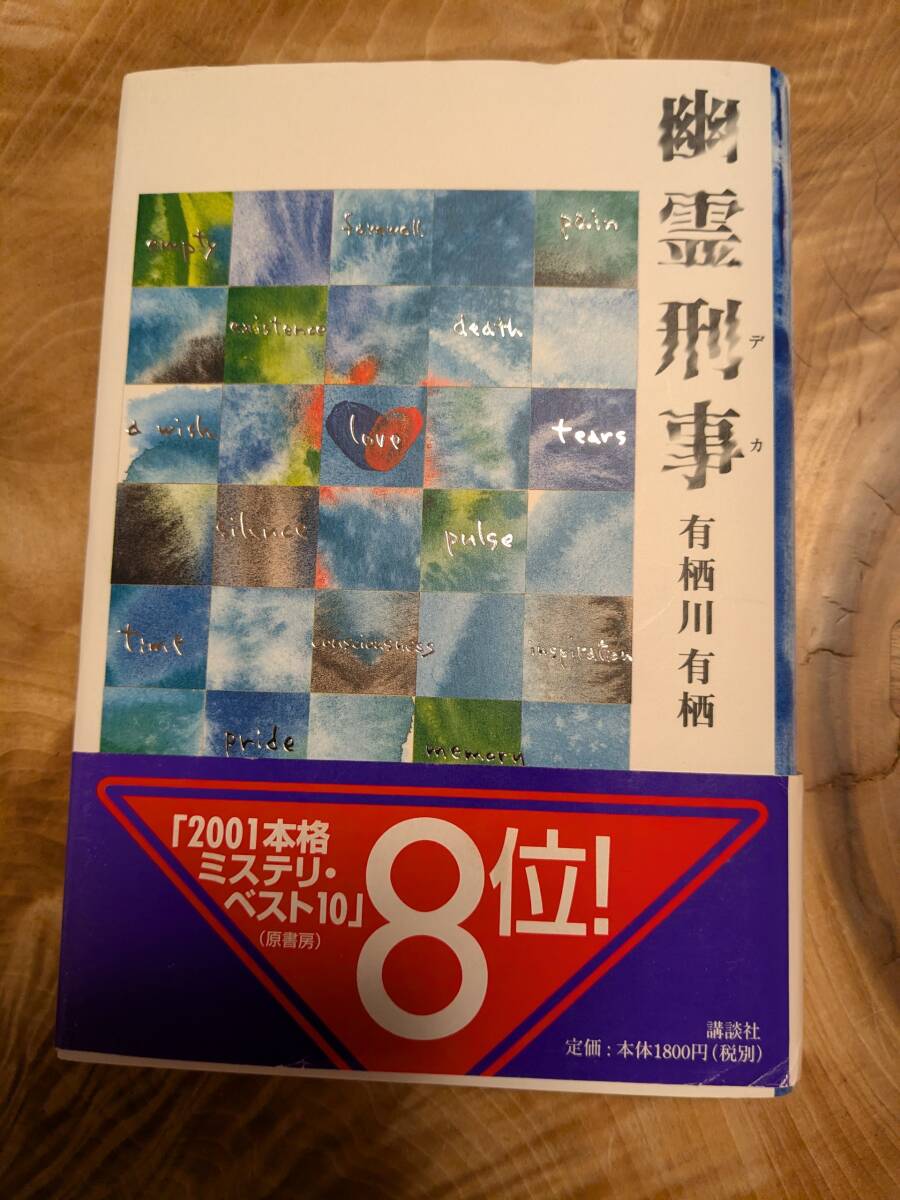 幽霊刑事
デカ
有栖川有栖
empty
farewell
pain
existence
death
a wish
love
tears
silence
pulse
time
consciousness
inspiration
pride
memory
「2001本格
ミステリ・
ベスト10」
(原書房)
8位!
講談社
定価:本体1800円(税別)